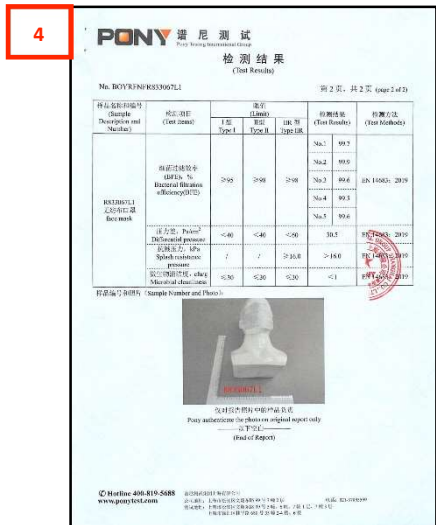 4
PONY 谱尼测试
Pony Testing International Group
检 测 结 果
(Test Results)
No. BOYRFNFR833067L1
第 2 页，共 2 页 (page 2 of 2)
样品名称和编号 (Sample Description and Number)
检测项目 (Test Items)
限值 (Limit)
I 型 Type I
II型 Type II
IIR 型 Type IIR
检测结果 (Test Results)
检测方法 (Test Methods)
R833067L1
无纺布口罩
Face mask
细菌过滤效率
(BFE), %
Bacterial filtration
efficiency(BFE)
≥95
≥98
≥98
No.1 99.5
No.2 99.9
No.3 99.6
No.4 99.3
No.5 99.6
EN 14683: 2019
压力差, Pa/cm²
Differential pressure
<40
<40
<60
30.5
EN 14683: 2019
抗溅压力, kPa
Splash resistance
pressure
/
/
≥16.0
>16.0
EN 14683: 2019
微生物清洁度, cfu/g
Microbial cleanliness
≤30
≤30
≤30
<1
EN 14683: 2019
样品编号和照片 (Sample Number and Photo):
R833067L1
仅对报告照片中的样品负责
Pony authenticate the photo on original report only
以下空白
(End of Report)
Hotline 400-819-5688
www.ponytest.com